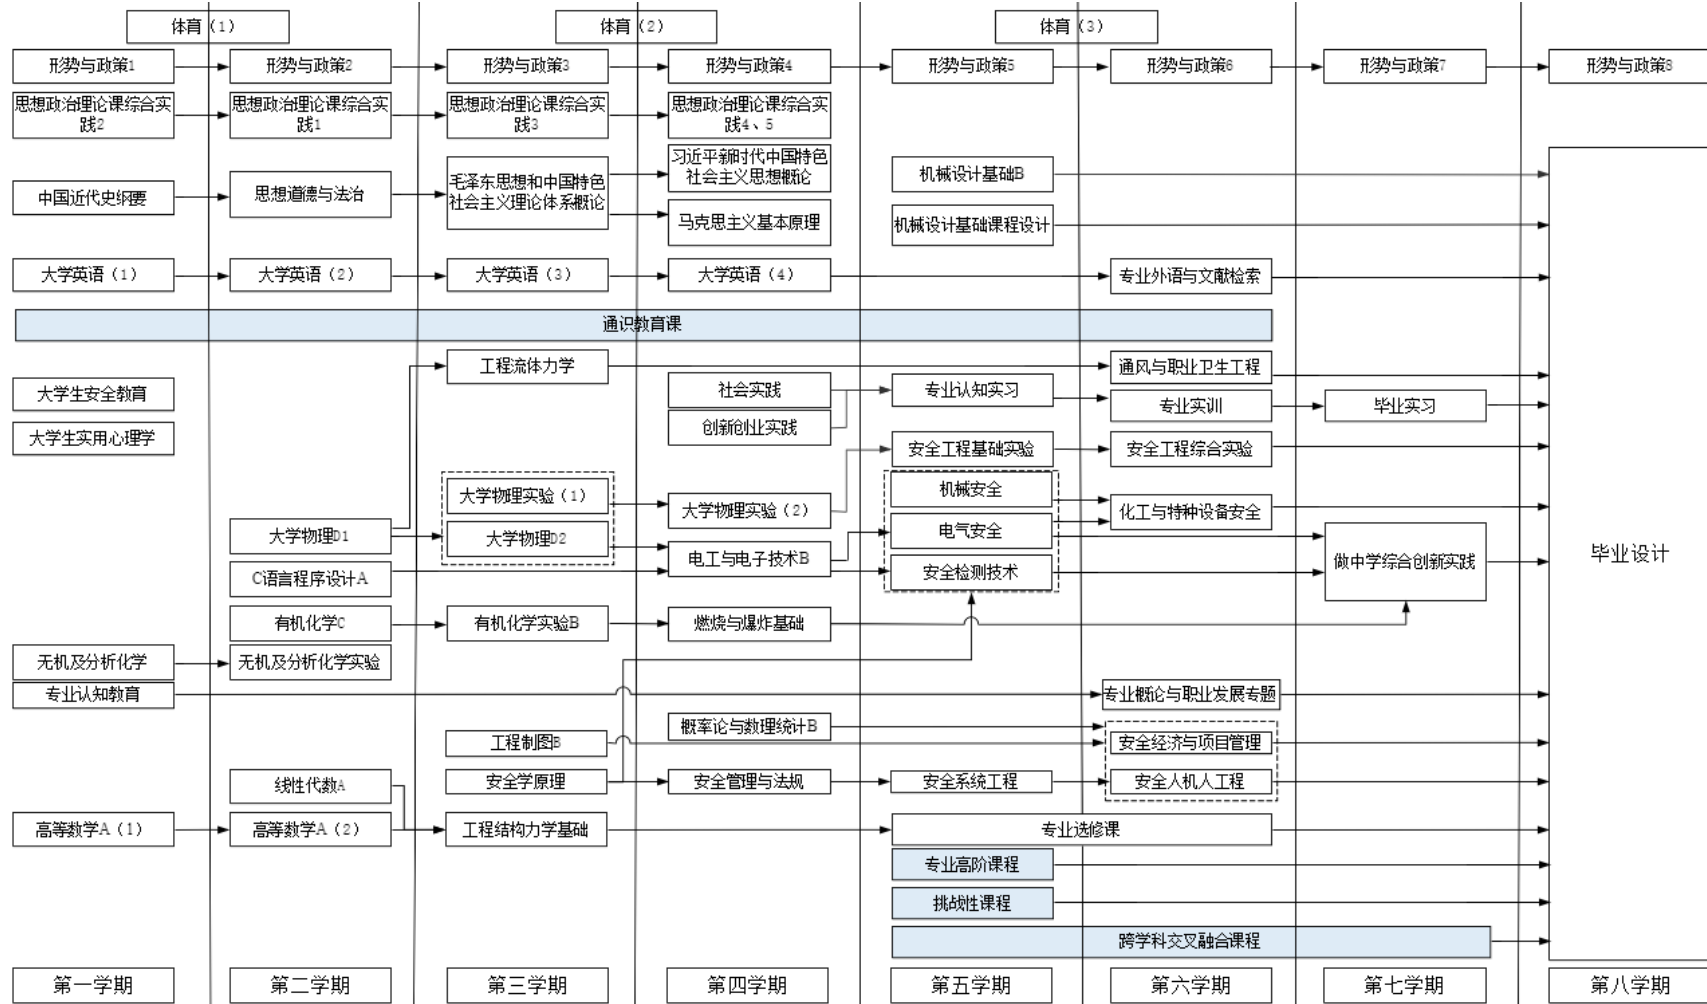 体育（1）
体育（2）
体育（3）
形势与政策1
形势与政策2
形势与政策3
形势与政策4
形势与政策5
形势与政策6
形势与政策7
形势与政策8
思想政治理论课综合实
践2
思想政治理论课综合实
践1
思想政治理论课综合实
践3
思想政治理论课综合实
践4、5
中国近代史纲要
思想道德与法治
毛泽东思想和中国特色
社会主义理论体系概论
习近平新时代中国特色
社会主义思想概论
马克思主义基本原理
机械设计基础B
机械设计基础课程设计
大学英语（1）
大学英语（2）
大学英语（3）
大学英语（4）
专业外语与文献检索
通识教育课
工程流体力学
通风与职业卫生工程
大学生安全教育
社会实践
专业认知实习
专业实训
毕业实习
创新创业实践
大学生实用心理学
安全工程基础实验
安全工程综合实验
大学物理实验（1）
大学物理实验（2）
机械安全
化工与特种设备安全
大学物理D1
大学物理D2
电工与电子技术B
电气安全
做中学综合创新实践
毕业设计
C语言程序设计A
安全检测技术
有机化学C
有机化学实验B
燃烧与爆炸基础
无机及分析化学
无机及分析化学实验
专业认知教育
专业概论与职业发展专题
概率论与数理统计B
工程制图B
安全经济与项目管理
线性代数A
安全学原理
安全管理与法规
安全系统工程
安全人机人工程
高等数学A（1）
高等数学A（2）
工程结构力学基础
专业选修课
专业高阶课程
挑战性课程
跨学科交叉融合课程
第一学期
第二学期
第三学期
第四学期
第五学期
第六学期
第七学期
第八学期